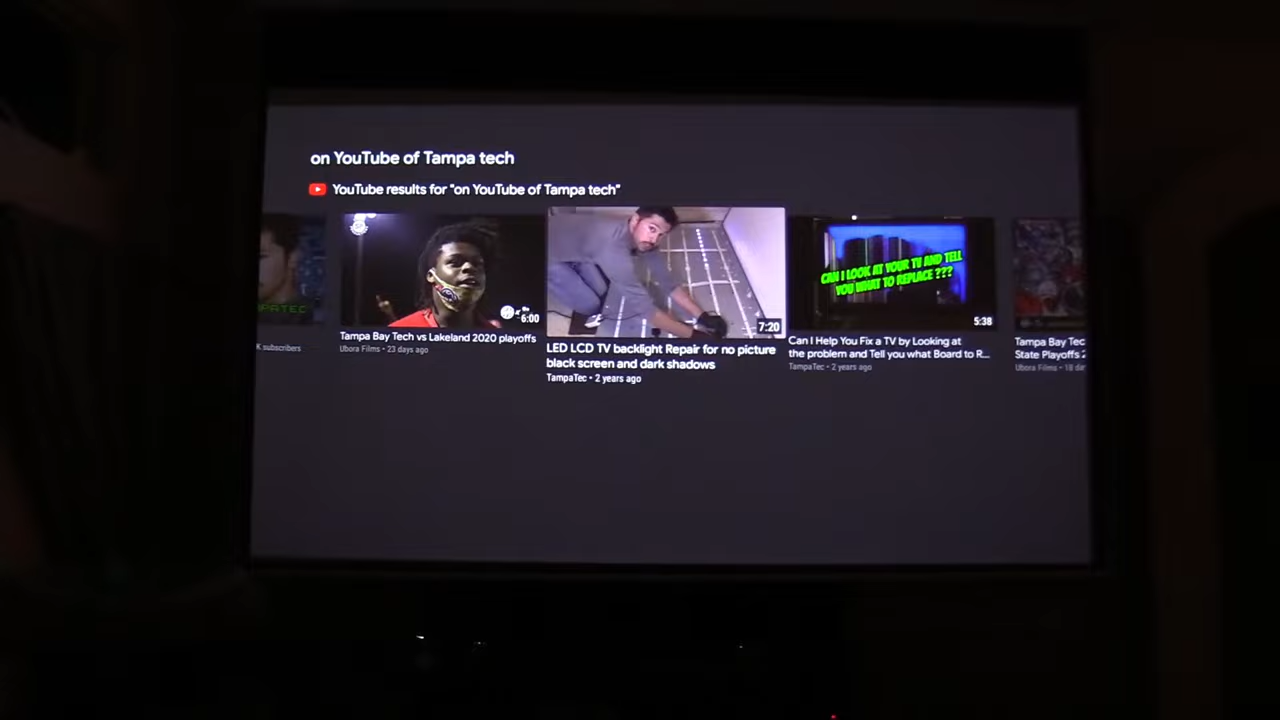 on YouTube of Tampa tech
YouTube results for "on YouTube of Tampa tech"
6:00
7:20
CAN I LOOK AT YOUR TV AND TELL
YOU WHAT TO REPLACE ???
5:38
PATEC
K subscribers
Tampa Bay Tech vs Lakeland 2020 playoffs
Ubora Films • 23 days ago
LED LCD TV backlight Repair for no picture
black screen and dark shadows
TampaTec • 2 years ago
Can I Help You Fix a TV by Looking at
the problem and Tell you what Board to R...
TampaTec • 2 years ago
Tampa Bay Tec
State Playoffs
Ubora Films • 18